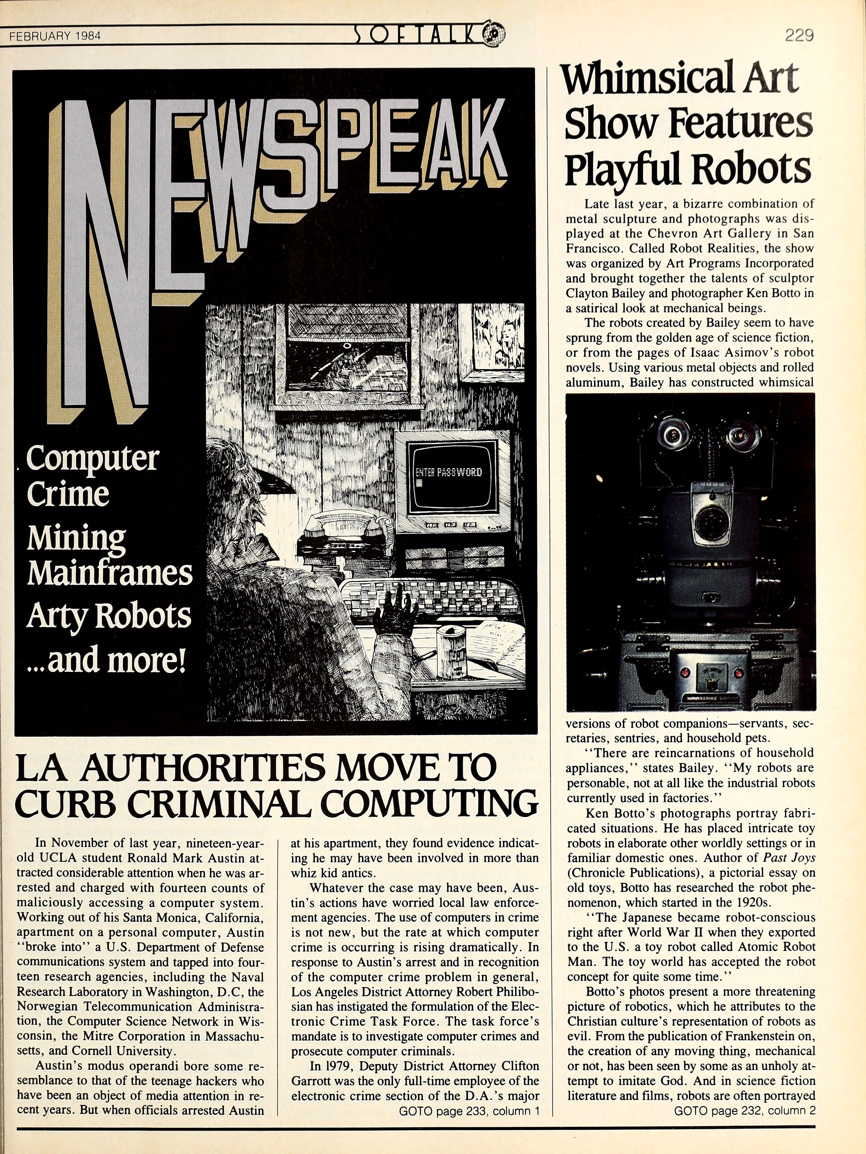 FEBRUARY 1984
SOFTALK
229
NEWSPEAK
Computer
Crime
Mining
Mainframes
Arty Robots
...and more!
ENTER PASSWORD
LA AUTHORITIES MOVE TO
CURB CRIMINAL COMPUTING
In November of last year, nineteen-year-
old UCLA student Ronald Mark Austin at-
tracted considerable attention when he was ar-
rested and charged with fourteen counts of
maliciously accessing a computer system.
Working out of his Santa Monica, California,
apartment on a personal computer, Austin
‘‘broke into’’ a U.S. Department of Defense
communications system and tapped into four-
teen research agencies, including the Naval
Research Laboratory in Washington, D.C, the
Norwegian Telecommunication Administra-
tion, the Computer Science Network in Wis-
consin, the Mitre Corporation in Massachu-
setts, and Cornell University.
Austin's modus operandi bore some re-
semblance to that of the teenage hackers who
have been an object of media attention in re-
cent years. But when officials arrested Austin
at his apartment, they found evidence indicat-
ing he may have been involved in more than
whiz kid antics.
Whatever the case may have been, Aus-
tin's actions have worried local law enforce-
ment agencies. The use of computers in crime
is not new, but the rate at which computer
crime is occurring is rising dramatically. In
response to Austin's arrest and in recognition
of the computer crime problem in general,
Los Angeles District Attorney Robert Philibo-
sian has instigated the formulation of the Elec-
tronic Crime Task Force. The task force's
mandate is to investigate computer crimes and
prosecute computer criminals.
In 1979, Deputy District Attorney Clifton
Garrott was the only full-time employee of the
electronic crime section of the D.A.'s major
GOTO page 233, column 1
Whimsical Art
Show Features
Playful Robots
Late last year, a bizarre combination of
metal sculpture and photographs was dis-
played at the Chevron Art Gallery in San
Francisco. Called Robot Realities, the show
was organized by Art Programs Incorporated
and brought together the talents of sculptor
Clayton Bailey and photographer Ken Botto in
a satirical look at mechanical beings.
The robots created by Bailey seem to have
sprung from the golden age of science fiction,
or from the pages of Isaac Asimov's robot
novels. Using various metal objects and rolled
aluminum, Bailey has constructed whimsical
versions of robot companions—servants, sec-
retaries, sentries, and household pets.
‘‘There are reincarnations of household
appliances,’’ states Bailey. ‘‘My robots are
personable, not at all like the industrial robots
currently used in factories.’’
Ken Botto's photographs portray fabri-
cated situations. He has placed intricate toy
robots in elaborate other worldly settings or in
familiar domestic ones. Author of Past Joys
(Chronicle Publications), a pictorial essay on
old toys, Botto has researched the robot phe-
nomenon, which started in the 1920s.
‘‘The Japanese became robot-conscious
right after World War II when they exported
to the U.S. a toy robot called Atomic Robot
Man. The toy world has accepted the robot
concept for quite some time.’’
Botto's photos present a more threatening
picture of robotics, which he attributes to the
Christian culture's representation of robots as
evil. From the publication of Frankenstein on,
the creation of any moving thing, mechanical
or not, has been seen by some as an unholy at-
tempt to imitate God. And in science fiction
literature and films, robots are often portrayed
GOTO page 232, column 2